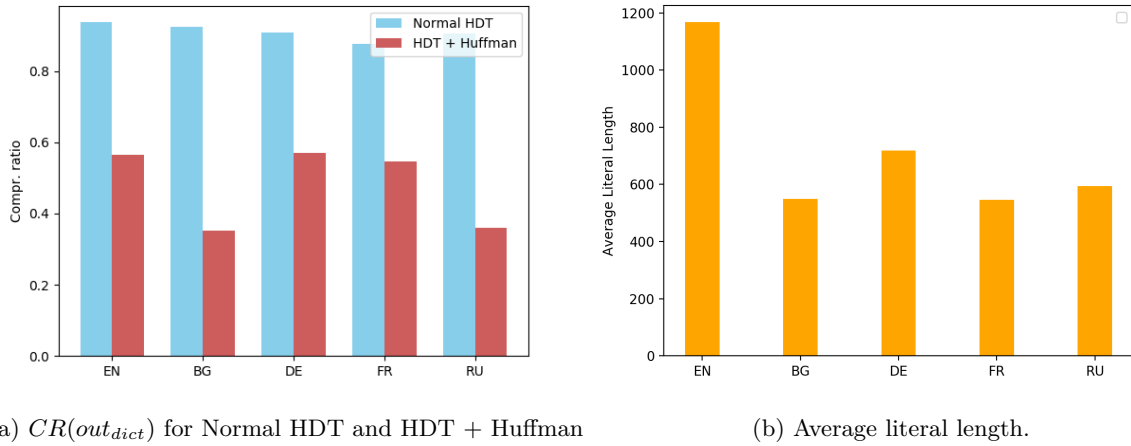 Normal HDT
HDT + Huffman
Compr. ratio
0.8
0.6
0.4
0.2
0.0
EN BG DE FR RU
a) CR(out_dict) for Normal HDT and HDT + Huffman
Average Literal Length
1200
1000
800
600
400
200
0
EN BG DE FR RU
(b) Average literal length.